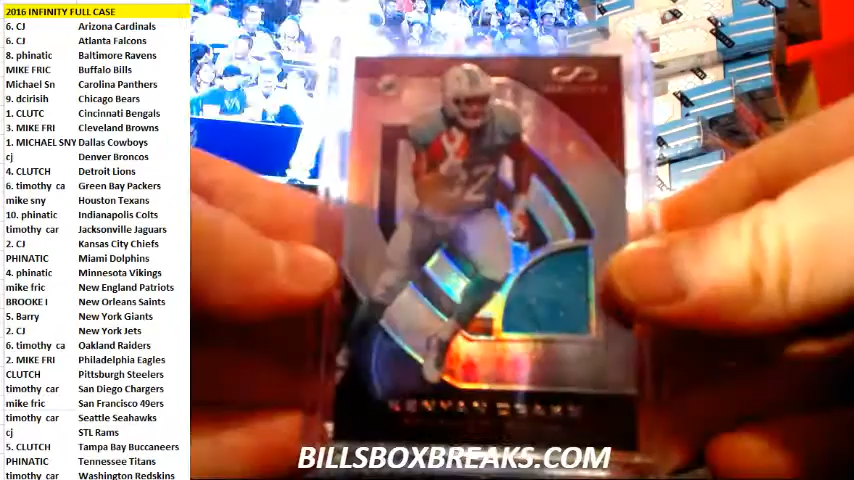 2016 INFINITY FULL CASE
6. CJ Arizona Cardinals
6. CJ Atlanta Falcons
8. phinatic Baltimore Ravens
MIKE FRIC Buffalo Bills
Michael Sn Carolina Panthers
9. dcirisih Chicago Bears
1. CLUTC Cincinnati Bengals
3. MIKE FRI Cleveland Browns
1. MICHAEL SNY Dallas Cowboys
cj Denver Broncos
4. CLUTCH Detroit Lions
6. timothy ca Green Bay Packers
mike sny Houston Texans
10. phinatic Indianapolis Colts
timothy car Jacksonville Jaguars
2. CJ Kansas City Chiefs
PHINATIC Miami Dolphins
4. phinatic Minnesota Vikings
mike fric New England Patriots
BROOKE I New Orleans Saints
5. Barry New York Giants
2. CJ New York Jets
6. timothy ca Oakland Raiders
2. MIKE FRI Philadelphia Eagles
CLUTCH Pittsburgh Steelers
timothy car San Diego Chargers
mike fric San Francisco 49ers
timothy car Seattle Seahawks
cj STL Rams
5. CLUTCH Tampa Bay Buccaneers
PHINATIC Tennessee Titans
timothy car Washington Redskins
32
KENYAN DRAKE
BILLSBOXBREAKS.COM